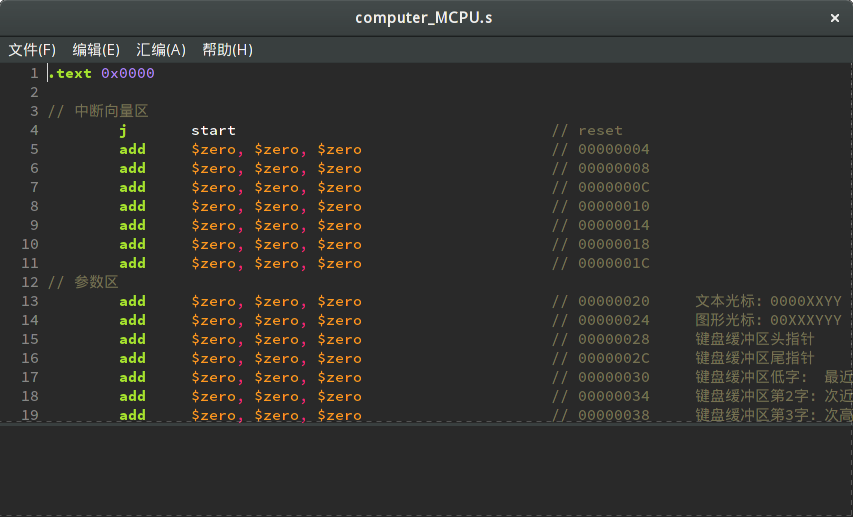 computer_MCPU.s
文件(F) 编辑(E) 汇编(A) 帮助(H)
1 .text 0x0000
2
3 // 中断向量区
4 j start // reset
5 add $zero, $zero, $zero // 00000004
6 add $zero, $zero, $zero // 00000008
7 add $zero, $zero, $zero // 0000000C
8 add $zero, $zero, $zero // 00000010
9 add $zero, $zero, $zero // 00000014
10 add $zero, $zero, $zero // 00000018
11 add $zero, $zero, $zero // 0000001C
12 // 参数区
13 add $zero, $zero, $zero // 00000020 文本光标: 0000XXYY
14 add $zero, $zero, $zero // 00000024 图形光标: 00XXXYYY
15 add $zero, $zero, $zero // 00000028 键盘缓冲区头指针
16 add $zero, $zero, $zero // 0000002C 键盘缓冲区尾指针
17 add $zero, $zero, $zero // 00000030 键盘缓冲区低字: 最近
18 add $zero, $zero, $zero // 00000034 键盘缓冲区第2字: 次近
19 add $zero, $zero, $zero // 00000038 键盘缓冲区第3字: 次高